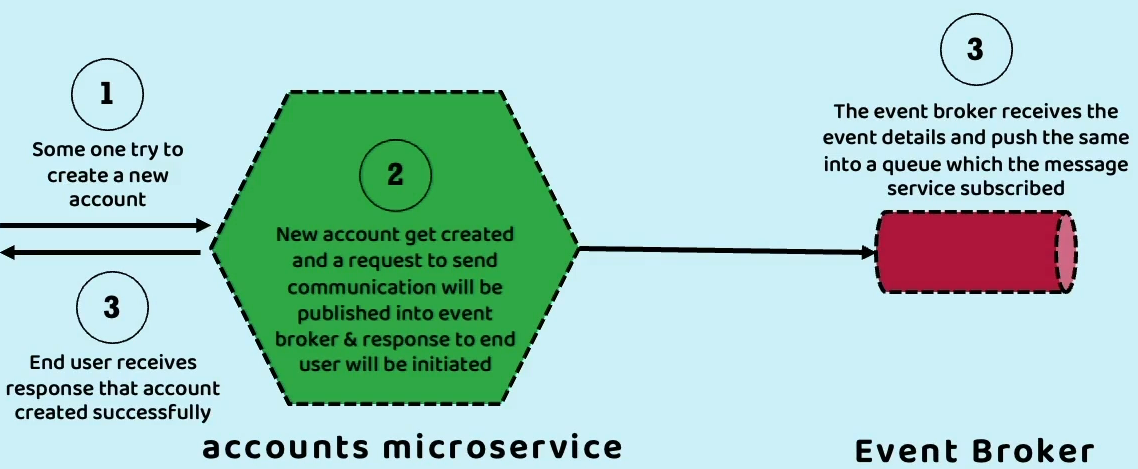 1
Some one try to
create a new
account
3
End user receives
response that account
created successfully
2
New account get created
and a request to send
communication will be
published into event
broker & response to end
user will be initiated
accounts microservice
3
The event broker receives the
event details and push the same
into a queue which the message
service subscribed
Event Broker